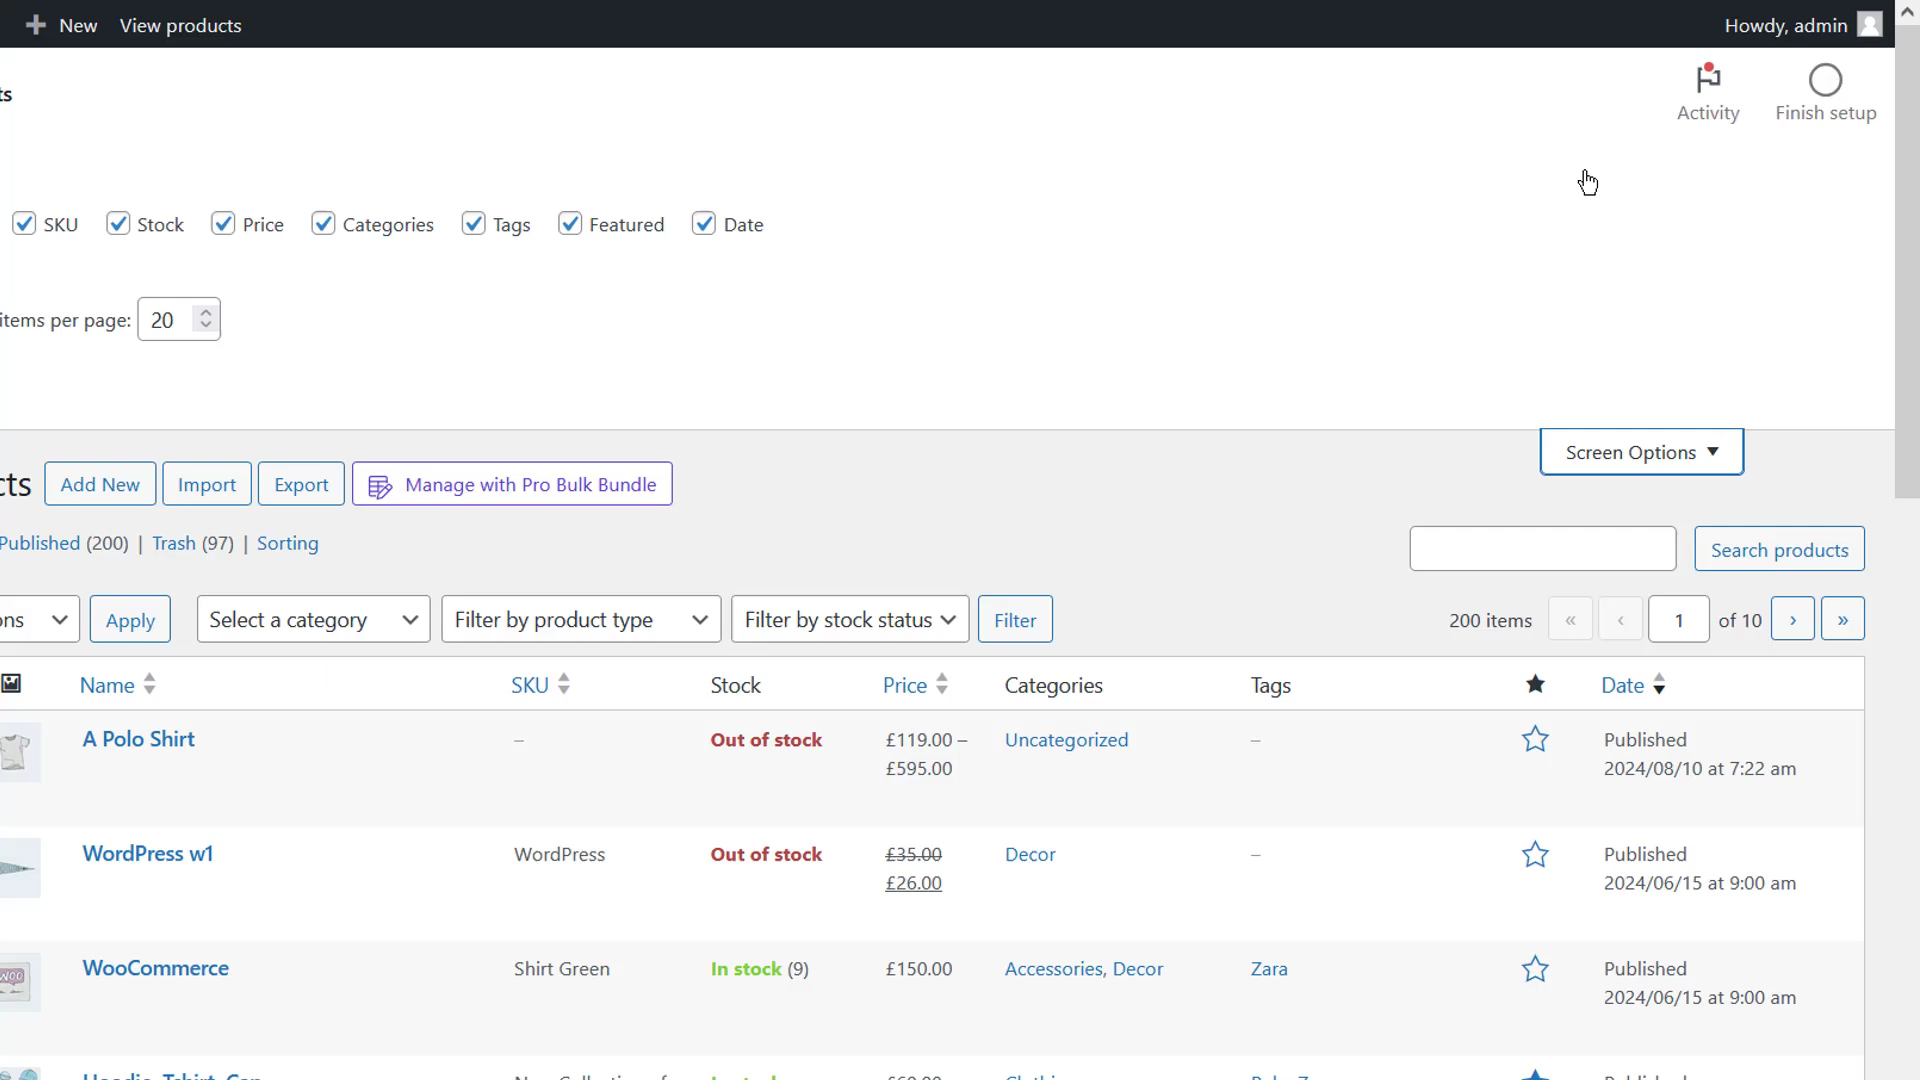 New View products Howdy, admin
ts
Activity Finish setup
SKU Stock Price Categories Tags Featured Date
items per page: 20
Screen Options ▼
cts Add New Import Export Manage with Pro Bulk Bundle
Published (200) | Trash (97) | Sorting
Search products
ons Apply Select a category Filter by product type Filter by stock status Filter 200 items « ‹ 1 of 10 › »
Name SKU Stock Price Categories Tags Date
A Polo Shirt – Out of stock £119.00 – Uncategorized – Published
£595.00 2024/08/10 at 7:22 am
WordPress w1 WordPress Out of stock £35.00 Decor – Published
£26.00 2024/06/15 at 9:00 am
WooCommerce Shirt Green In stock (9) £150.00 Accessories, Decor Zara Published
WOO
2024/06/15 at 9:00 am